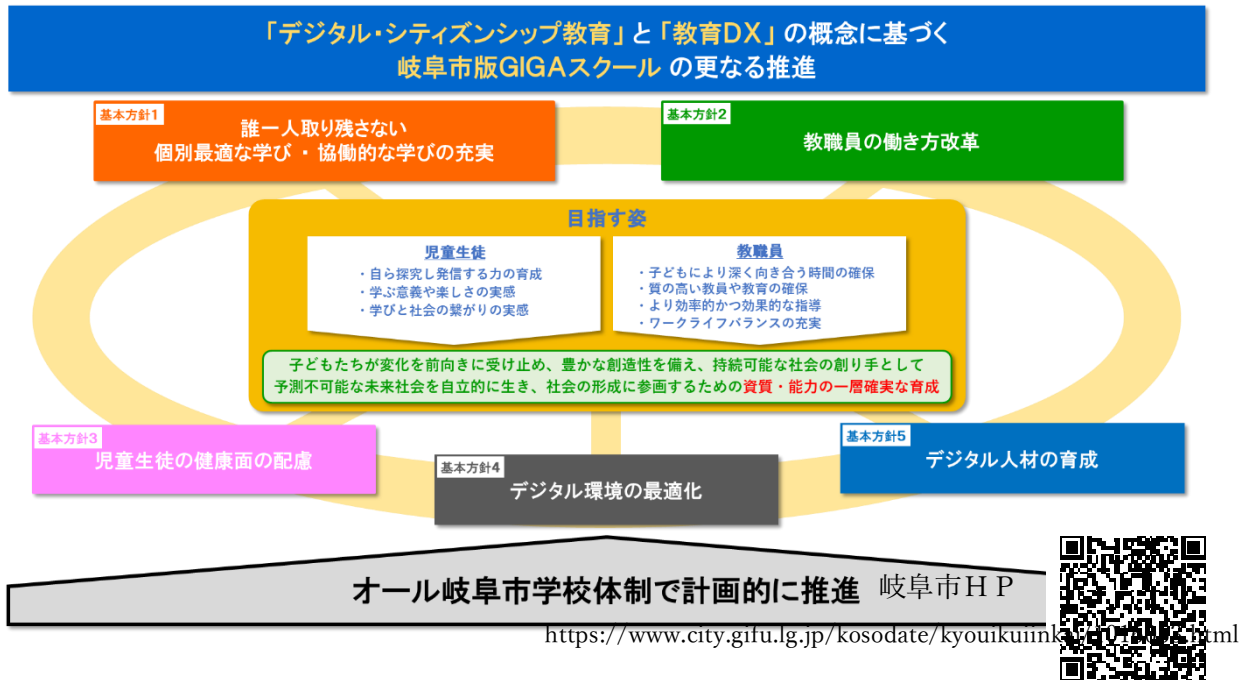 「デジタル・シティズンシップ教育」と「教育DX」の概念に基づく
岐阜市版GIGAスクール の更なる推進
基本方針1
誰一人取り残さない
個別最適な学び ・ 協働的な学びの充実
基本方針2
教職員の働き方改革
目指す姿
児童生徒
・自ら探究し発信する力の育成
・学ぶ意義や楽しさの実感
・学びと社会の繋がりの実感
教職員
・子どもにより深く向き合う時間の確保
・質の高い教員や教育の確保
・より効率的かつ効果的な指導
・ワークライフバランスの充実
子どもたちが変化を前向きに受け止め、豊かな創造性を備え、持続可能な社会の創り手として
予測不可能な未来社会を自立的に生き、社会の形成に参画するための資質・能力の一層確実な育成
基本方針3
児童生徒の健康面の配慮
基本方針4
デジタル環境の最適化
基本方針5
デジタル人材の育成
オール岐阜市学校体制で計画的に推進
岐阜市HP
https://www.city.gifu.lg.jp/kosodate/kyouikuiink
html